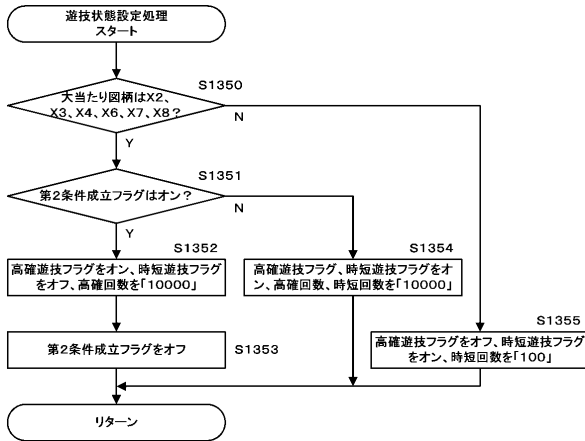 遊技状態設定処理
スタート
S1350
大当たり図柄はX2、
X3、X4、X6、X7、X8?
N
Y
S1351
第2条件成立フラグはオン?
N
Y
S1352
高確遊技フラグをオン、時短遊技フラグ
をオフ、高確回数を「10000」
S1354
高確遊技フラグ、時短遊技フラグをオ
ン、高確回数、時短回数を「10000」
第2条件成立フラグをオフ
S1353
S1355
高確遊技フラグをオフ、時短遊技フラグ
をオン、時短回数を「100」
リターン